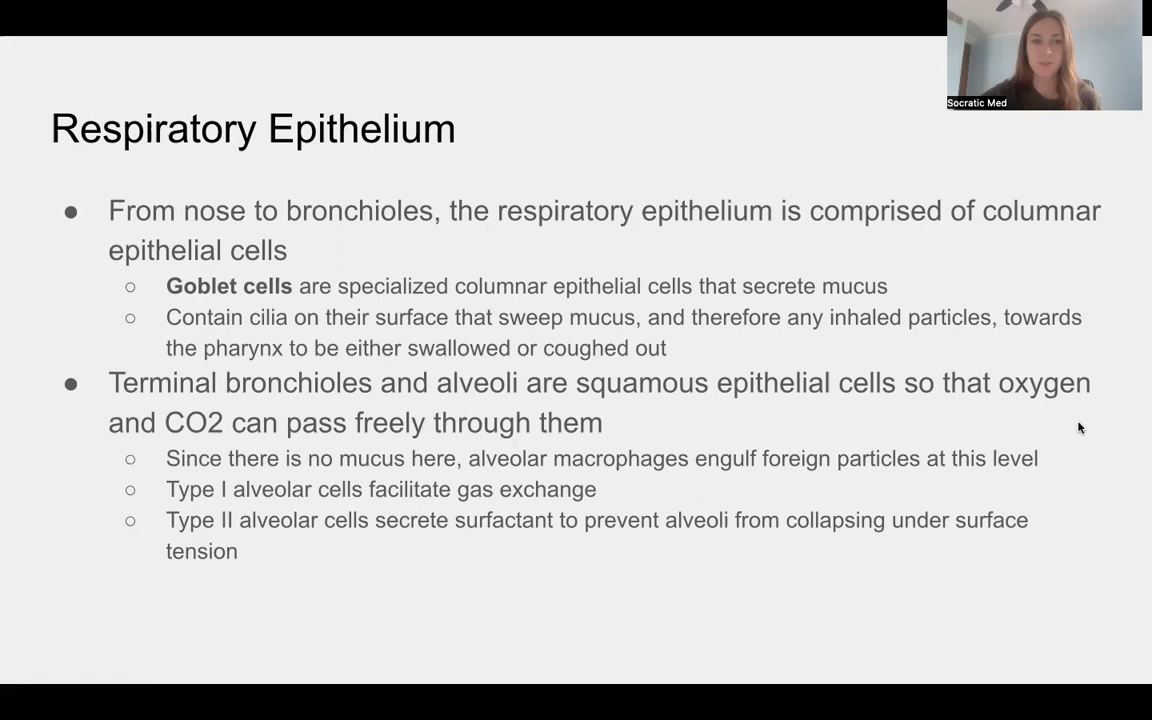 Socratic Med
Respiratory Epithelium
● From nose to bronchioles, the respiratory epithelium is comprised of columnar
epithelial cells
○ Goblet cells are specialized columnar epithelial cells that secrete mucus
○ Contain cilia on their surface that sweep mucus, and therefore any inhaled particles, towards
the pharynx to be either swallowed or coughed out
● Terminal bronchioles and alveoli are squamous epithelial cells so that oxygen
and CO2 can pass freely through them
○ Since there is no mucus here, alveolar macrophages engulf foreign particles at this level
○ Type I alveolar cells facilitate gas exchange
○ Type II alveolar cells secrete surfactant to prevent alveoli from collapsing under surface
tension